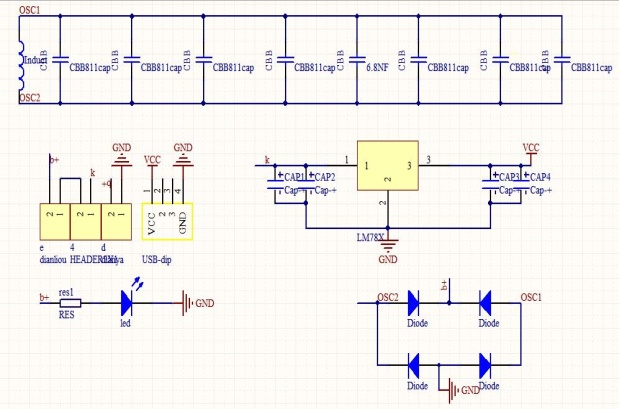 OSC1
Induct
CBB CBB811cap CBB CBB811cap CBB CBB811cap CBB CBB811cap CBB 6.8NF CBB CBB811cap CBB CBB811cap CBB CBB811cap
OSC2
b+ k +d GND VCC GND
2 1 2 1 2 1
1 2 3 4
VCC 2 3 GND
e 4 d
dianliou HEADER
USB-dip
k 1 1 3 3 VCC
2
2
CAP1 CAP2 CAP3 CAP4
Cap-+ Cap-+ Cap-+ Cap-+
LM78X
GND
b+ res1 GND
RES led
OSC2 b+ OSC1
Diode Diode
GND
Diode Diode